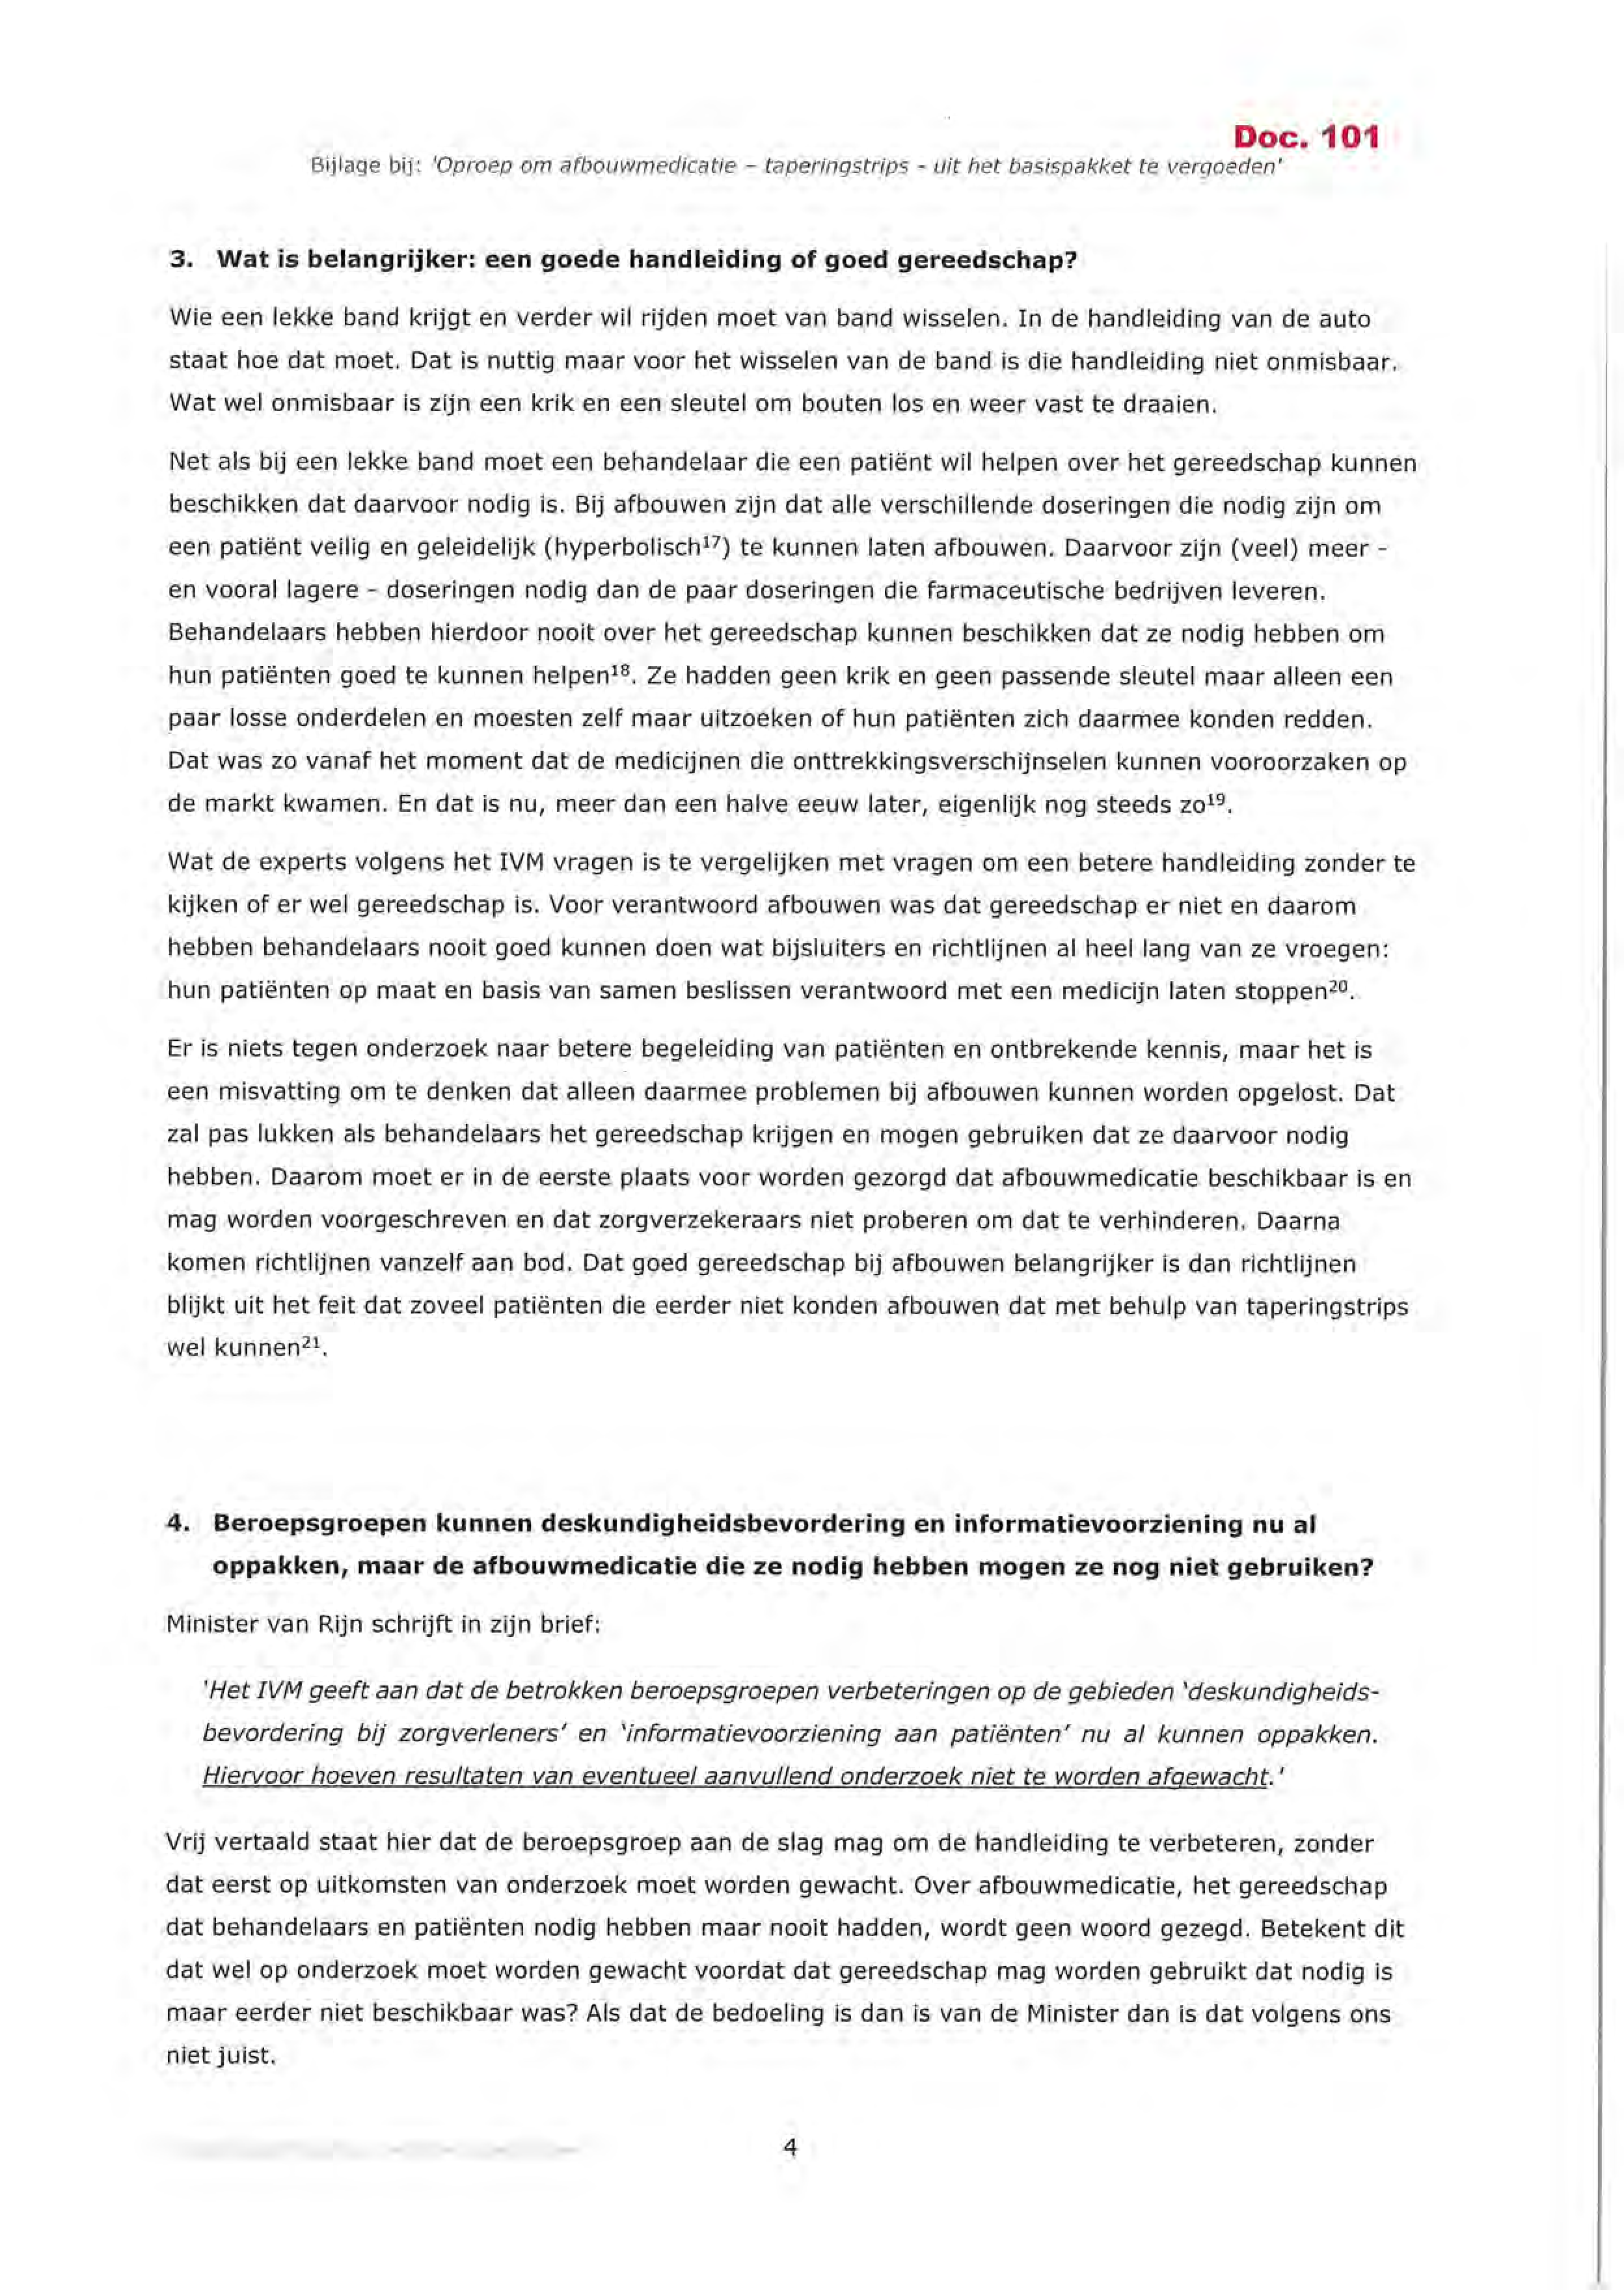 Doc. 101
Bijlage bij: 'Oproep om afbouwmedicatie – taperingstrips - uit het basispakket te vergoeden'
3. Wat is belangrijker: een goede handleiding of goed gereedschap?
Wie een lekke band krijgt en verder wil rijden moet van band wisselen. In de handleiding van de auto
staat hoe dat moet. Dat is nuttig maar voor het wisselen van de band is die handleiding niet onmisbaar.
Wat wel onmisbaar is zijn een krik en een sleutel om bouten los en weer vast te draaien.
Net als bij een lekke band moet een behandelaar die een patiënt wil helpen over het gereedschap kunnen
beschikken dat daarvoor nodig is. Bij afbouwen zijn dat alle verschillende doseringen die nodig zijn om
een patiënt veilig en geleidelijk (hyperbolisch¹⁷) te kunnen laten afbouwen. Daarvoor zijn (veel) meer -
en vooral lagere – doseringen nodig dan de paar doseringen die farmaceutische bedrijven leveren.
Behandelaars hebben hierdoor nooit over het gereedschap kunnen beschikken dat ze nodig hebben om
hun patiënten goed te kunnen helpen¹⁸. Ze hadden geen krik en geen passende sleutel maar alleen een
paar losse onderdelen en moesten zelf maar uitzoeken of hun patiënten zich daarmee konden redden.
Dat was zo vanaf het moment dat de medicijnen die onttrekkingsverschijnselen kunnen vooroorzaken op
de markt kwamen. En dat is nu, meer dan een halve eeuw later, eigenlijk nog steeds zo¹⁹.
Wat de experts volgens het IVM vragen is te vergelijken met vragen om een betere handleiding zonder te
kijken of er wel gereedschap is. Voor verantwoord afbouwen was dat gereedschap er niet en daarom
hebben behandelaars nooit goed kunnen doen wat bijsluiters en richtlijnen al heel lang van ze vroegen:
hun patiënten op maat en basis van samen beslissen verantwoord met een medicijn laten stoppen²⁰.
Er is niets tegen onderzoek naar betere begeleiding van patiënten en ontbrekende kennis, maar het is
een misvatting om te denken dat alleen daarmee problemen bij afbouwen kunnen worden opgelost. Dat
zal pas lukken als behandelaars het gereedschap krijgen en mogen gebruiken dat ze daarvoor nodig
hebben. Daarom moet er in de eerste plaats voor worden gezorgd dat afbouwmedicatie beschikbaar is en
mag worden voorgeschreven en dat zorgverzekeraars niet proberen om dat te verhinderen. Daarna
komen richtlijnen vanzelf aan bod. Dat goed gereedschap bij afbouwen belangrijker is dan richtlijnen
blijkt uit het feit dat zoveel patiënten die eerder niet konden afbouwen dat met behulp van taperingstrips
wel kunnen²¹.
4. Beroepsgroepen kunnen deskundigheidsbevordering en informatievoorziening nu al
oppakken, maar de afbouwmedicatie die ze nodig hebben mogen ze nog niet gebruiken?
Minister van Rijn schrijft in zijn brief:
'Het IVM geeft aan dat de betrokken beroepsgroepen verbeteringen op de gebieden 'deskundigheids-
bevordering bij zorgverleners' en 'informatievoorziening aan patiënten' nu al kunnen oppakken.
Hiervoor hoeven resultaten van eventueel aanvullend onderzoek niet te worden afgewacht.'
Vrij vertaald staat hier dat de beroepsgroep aan de slag mag om de handleiding te verbeteren, zonder
dat eerst op uitkomsten van onderzoek moet worden gewacht. Over afbouwmedicatie, het gereedschap
dat behandelaars en patiënten nodig hebben maar nooit hadden, wordt geen woord gezegd. Betekent dit
dat wel op onderzoek moet worden gewacht voordat dat gereedschap mag worden gebruikt dat nodig is
maar eerder niet beschikbaar was? Als dat de bedoeling is dan is van de Minister dan is dat volgens ons
niet juist.
4